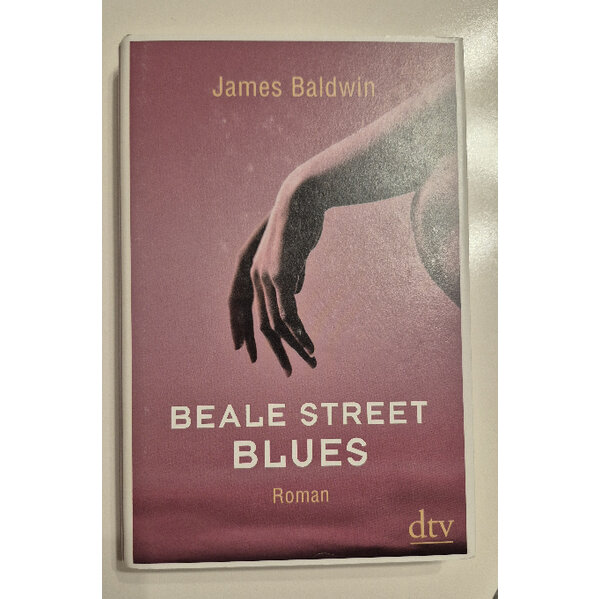 James Baldwin
BEALE STREET
BLUES
Roman
dtv